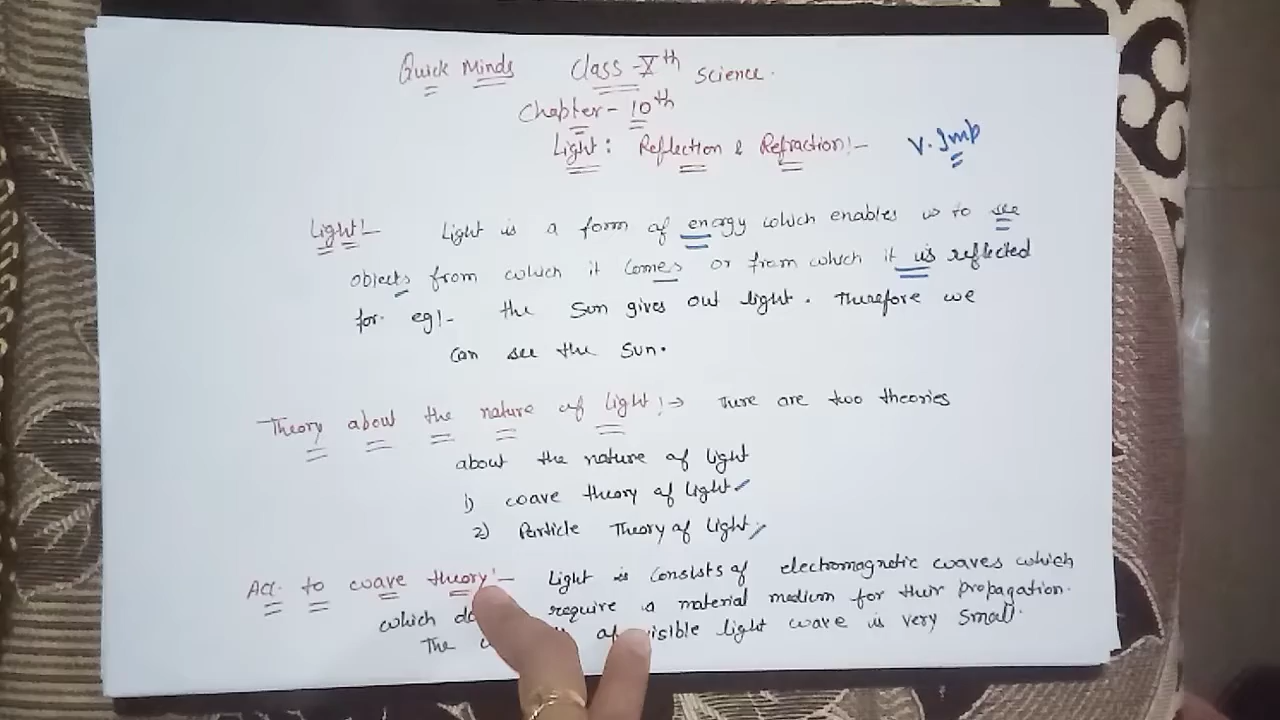 Quick Minds Class -Xth Science.
Chapter - 10th
Light: Reflection & Refraction!- V. Imp
Light!- Light is a form of energy which enables us to see
objects from which it comes or from which it is reflected
for eg!- the Sun gives out light. Therefore we
Can see the Sun.
Theory about the nature of light!→ There are two theories
about the nature of light
1) wave theory of light
2) Particle Theory of Light
Acc. to wave theory!- Light is consists of electromagnetic waves which
which require a material medium for their propagation.
The of visible light wave is very small.